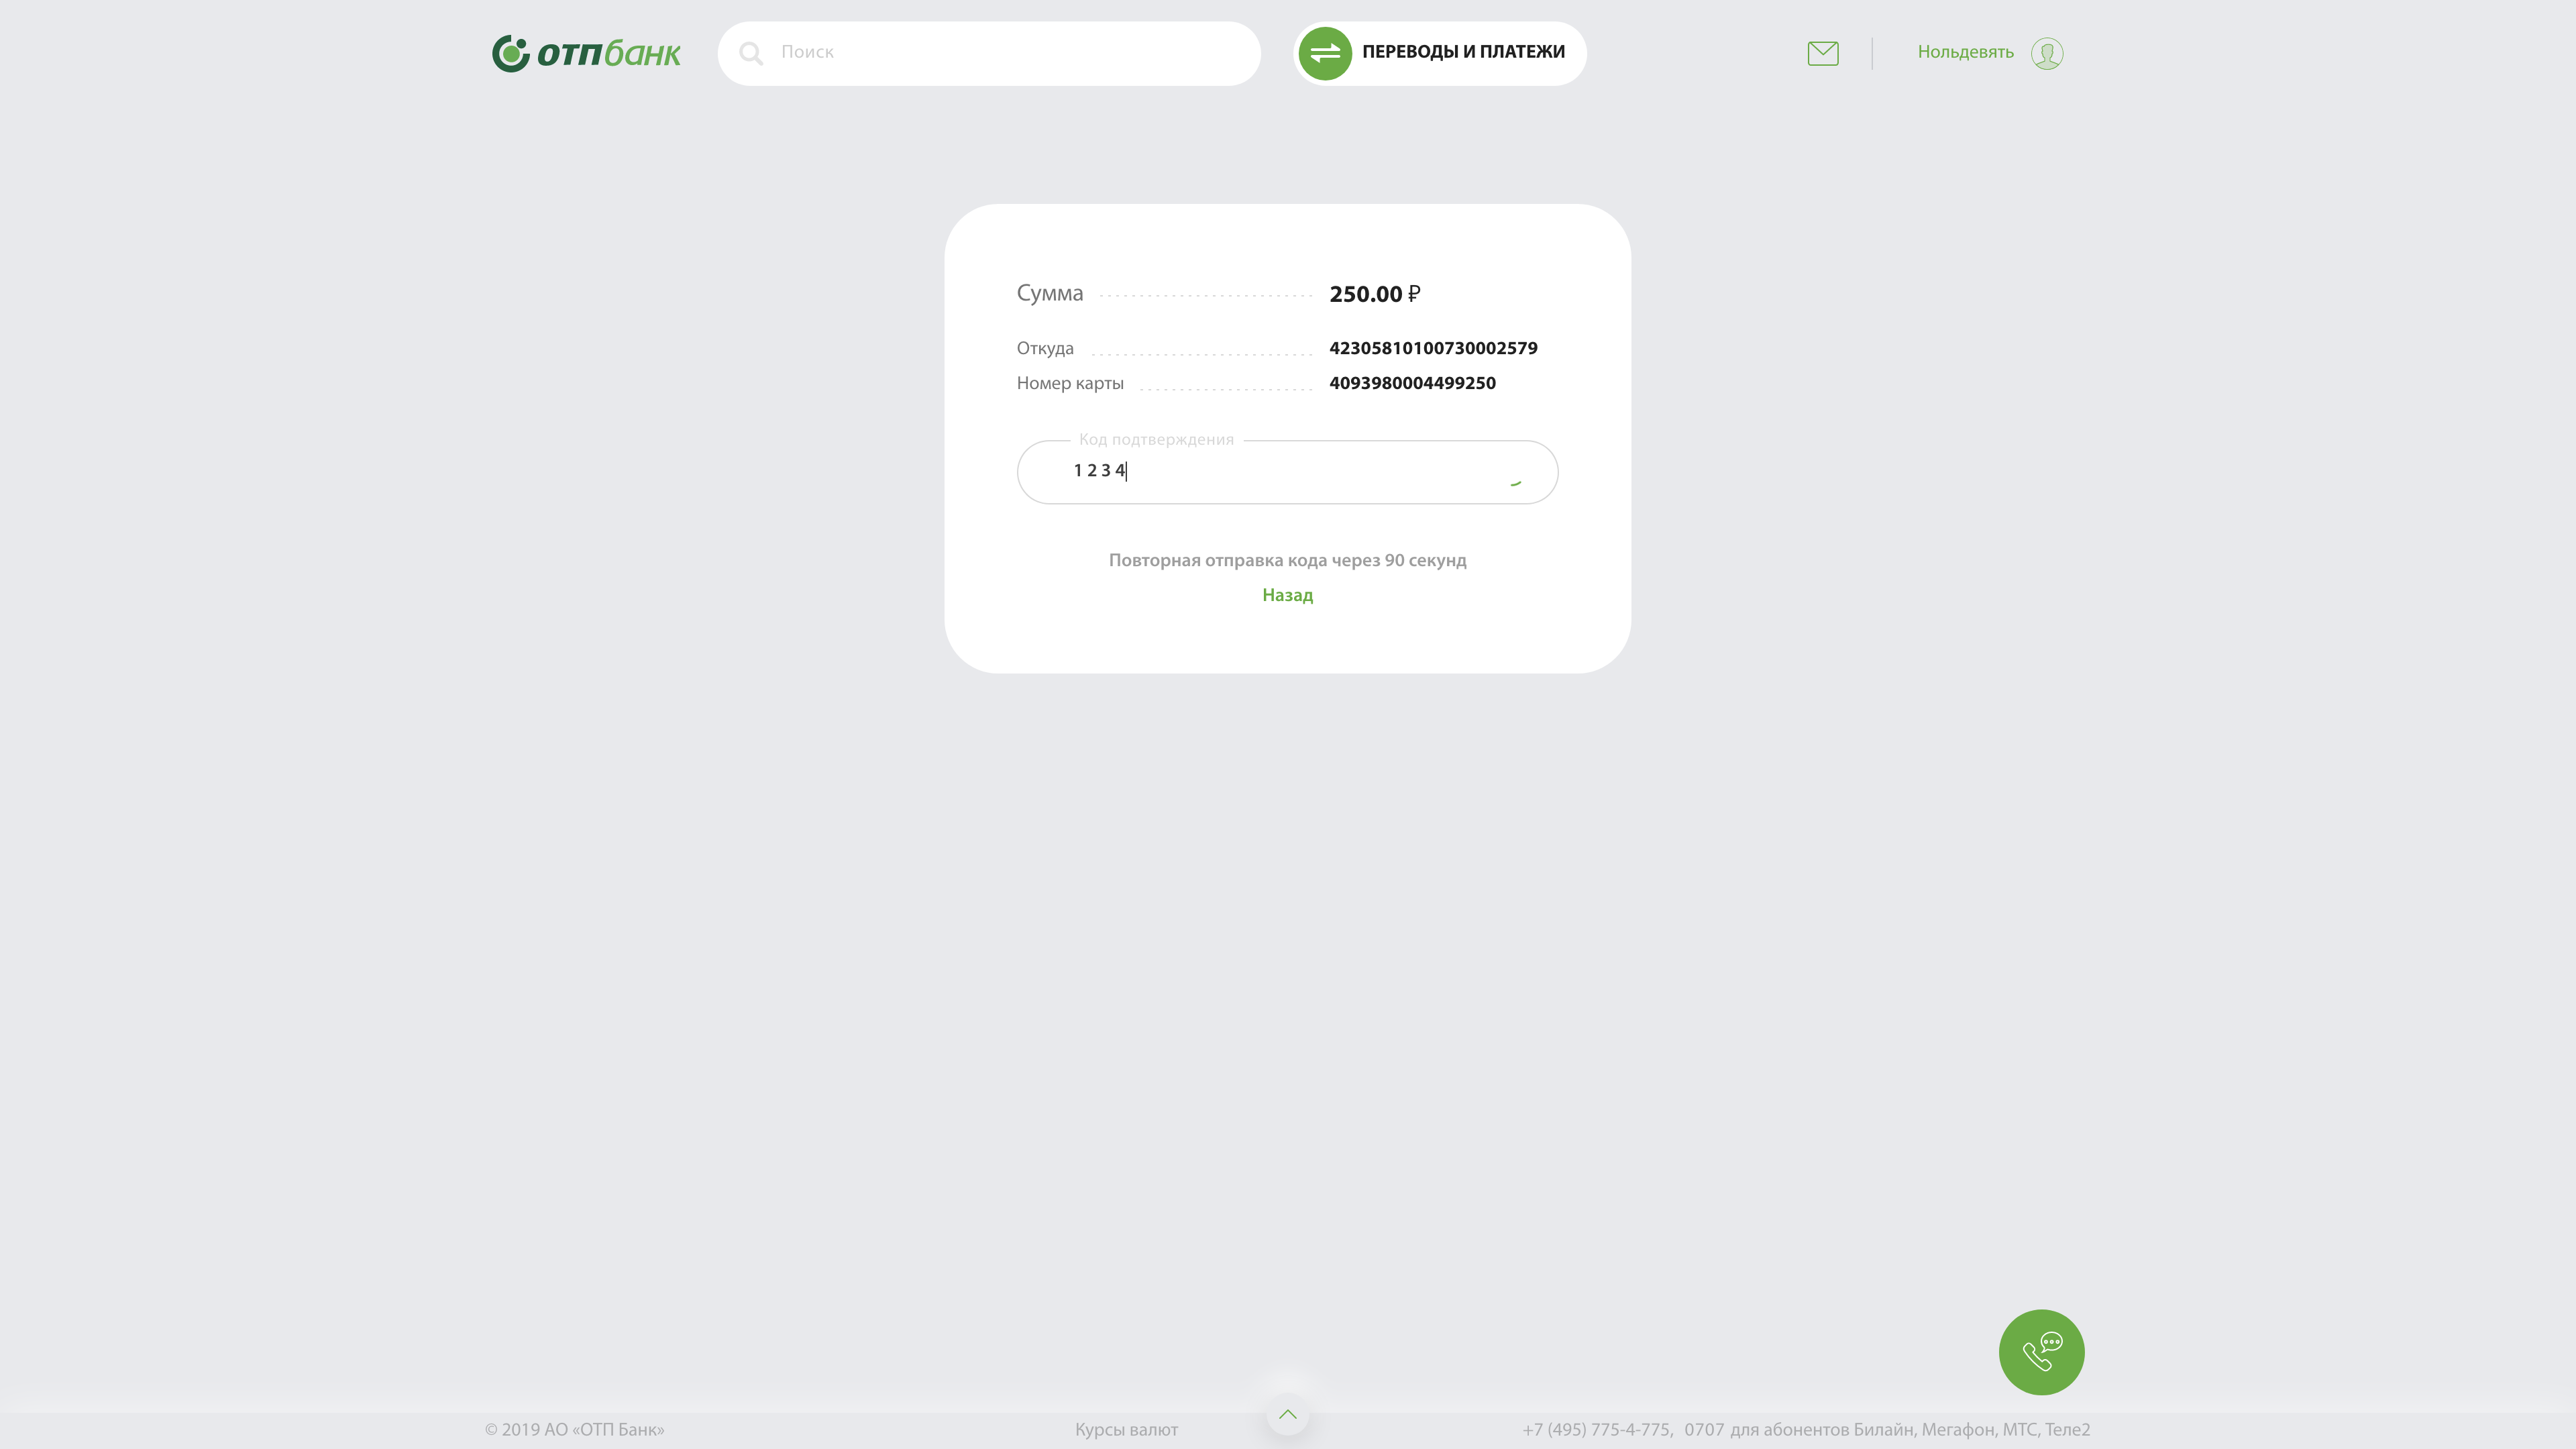 отпбанк
Поиск
ПЕРЕВОДЫ И ПЛАТЕЖИ
Нольдевять
Сумма 250.00 ₽
Откуда 42305810100730002579
Номер карты 4093980004499250
Код подтверждения
1 2 3 4
Повторная отправка кода через 90 секунд
Назад
© 2019 АО «ОТП Банк» Курсы валют +7 (495) 775-4-775, 0707 для абонентов Билайн, Мегафон, МТС, Теле2